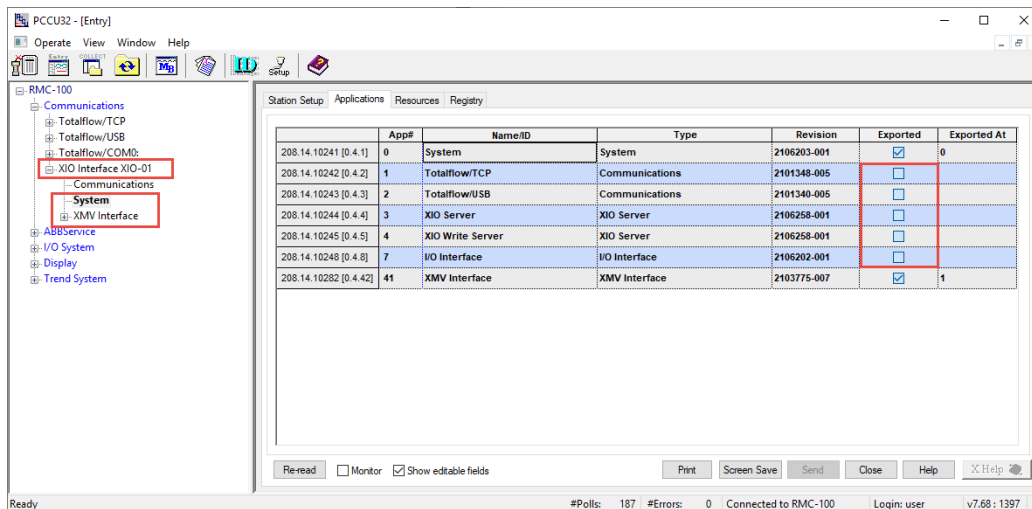 PCCU32 - [Entry]
Operate View Window Help
Entry COLLECT MB ID Setup
RMC-100
Communications
Totalflow/TCP
Totalflow/USB
Totalflow/COM0:
XIO Interface XIO-01
Communications
System
XMV Interface
ABBService
I/O System
Display
Trend System
Station Setup Applications Resources Registry
App# Name/ID Type Revision Exported Exported At
208.14.10241 [0.4.1] 0 System System 2106203-001 0
208.14.10242 [0.4.2] 1 Totalflow/TCP Communications 2101348-005
208.14.10243 [0.4.3] 2 Totalflow/USB Communications 2101340-005
208.14.10244 [0.4.4] 3 XIO Server XIO Server 2106258-001
208.14.10245 [0.4.5] 4 XIO Write Server XIO Server 2106258-001
208.14.10248 [0.4.8] 7 I/O Interface I/O Interface 2106202-001
208.14.10282 [0.4.42] 41 XMV Interface XMV Interface 2103775-007 1
Re-read Monitor Show editable fields Print Screen Save Send Close Help X Help
Ready #Polls: 187 #Errors: 0 Connected to RMC-100 Login: user v7.68 : 1397